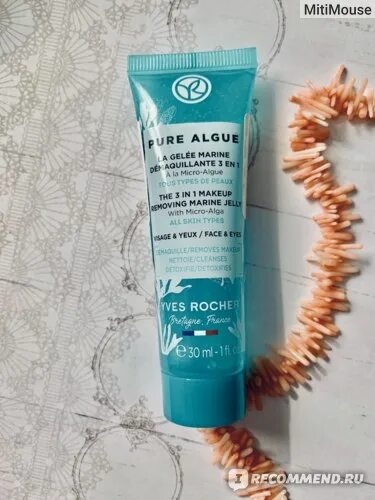 MitiMouse
YR
PURE ALGUE
LA GELÉE MARINE
DÉMAQUILLANTE 3 EN 1
À la Micro-Algue
TOUS TYPES DE PEAUX
THE 3 IN 1 MAKEUP
REMOVING MARINE JELLY
With Micro-Alga
ALL SKIN TYPES
VISAGE & YEUX / FACE & EYES
DÉMAQUILLE/REMOVES MAKEUP
NETTOIE/CLEANSES
DÉTOXIFIE/DETOXIFIES
YVES ROCHER
Bretagne, France
e 30 ml - 1 fl.
IRECOMMEND.RU